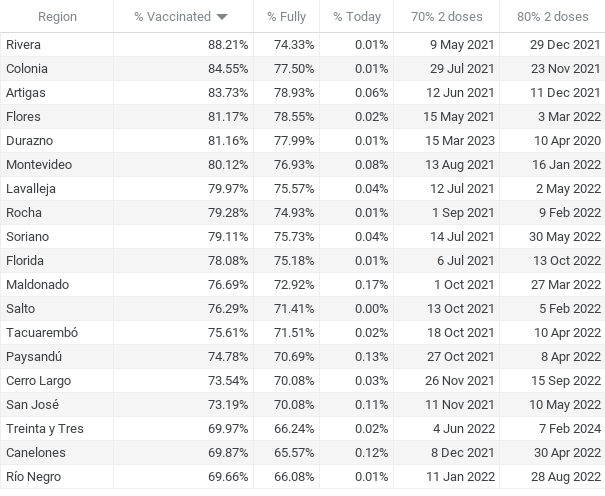 Region % Vaccinated % Fully % Today 70% 2 doses 80% 2 doses
Rivera 88.21% 74.33% 0.01% 9 May 2021 29 Dec 2021
Colonia 84.55% 77.50% 0.01% 29 Jul 2021 23 Nov 2021
Artigas 83.73% 78.93% 0.06% 12 Jun 2021 11 Dec 2021
Flores 81.17% 78.55% 0.02% 15 May 2021 3 Mar 2022
Durazno 81.16% 77.99% 0.01% 15 Mar 2023 10 Apr 2020
Montevideo 80.12% 76.93% 0.08% 13 Aug 2021 16 Jan 2022
Lavalleja 79.97% 75.57% 0.04% 12 Jul 2021 2 May 2022
Rocha 79.28% 74.93% 0.01% 1 Sep 2021 9 Feb 2022
Soriano 79.11% 75.73% 0.04% 14 Jul 2021 30 May 2022
Florida 78.08% 75.18% 0.01% 6 Jul 2021 13 Oct 2022
Maldonado 76.69% 72.92% 0.17% 1 Oct 2021 27 Mar 2022
Salto 76.29% 71.41% 0.00% 13 Oct 2021 5 Feb 2022
Tacuarembó 75.61% 71.51% 0.02% 18 Oct 2021 10 Apr 2022
Paysandú 74.78% 70.69% 0.13% 27 Oct 2021 8 Apr 2022
Cerro Largo 73.54% 70.08% 0.03% 26 Nov 2021 15 Sep 2022
San José 73.19% 70.08% 0.11% 11 Nov 2021 10 May 2022
Treinta y Tres 69.97% 66.24% 0.02% 4 Jun 2022 7 Feb 2024
Canelones 69.87% 65.57% 0.12% 8 Dec 2021 30 Apr 2022
Río Negro 69.66% 66.08% 0.01% 11 Jan 2022 28 Aug 2022